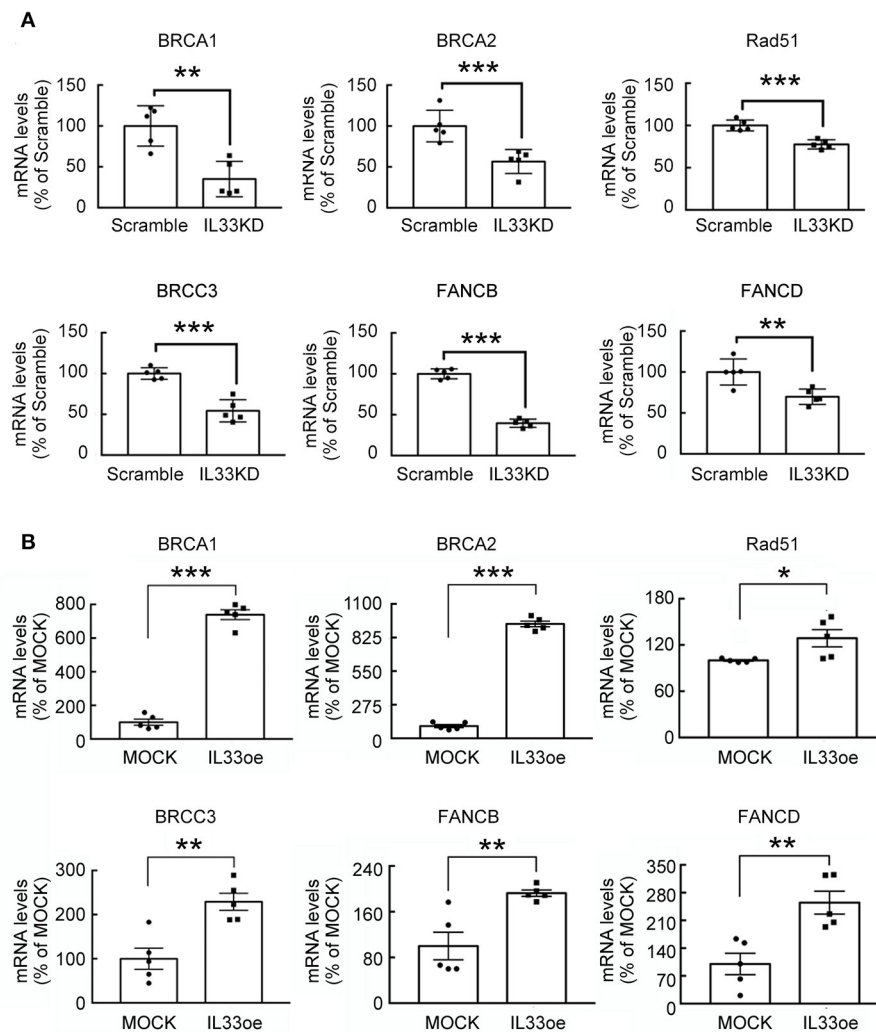 A
BRCA1
BRCA2
Rad51
**
***
***
mRNA levels
(% of Scramble)
150
100
50
0
Scramble IL33KD
mRNA levels
(% of Scramble)
150
100
50
0
Scramble IL33KD
mRNA levels
(% of Scramble)
150
100
50
0
Scramble IL33KD
BRCC3
FANCB
FANCD
***
***
**
mRNA levels
(% of Scramble)
150
100
50
0
Scramble IL33KD
mRNA levels
(% of Scramble)
150
100
50
0
Scramble IL33KD
mRNA levels
(% of Scramble)
150
100
50
0
Scramble IL33KD
B
BRCA1
BRCA2
Rad51
***
***
*
mRNA levels
(% of MOCK)
800
600
400
200
0
MOCK IL33oe
mRNA levels
(% of MOCK)
1100
825
550
275
0
MOCK IL33oe
mRNA levels
(% of MOCK)
180
120
60
0
MOCK IL33oe
BRCC3
FANCB
FANCD
**
**
**
mRNA levels
(% of MOCK)
300
200
100
0
MOCK IL33oe
mRNA levels
(% of MOCK)
240
160
80
0
MOCK IL33oe
mRNA levels
(% of MOCK)
350
280
210
140
70
0
MOCK IL33oe